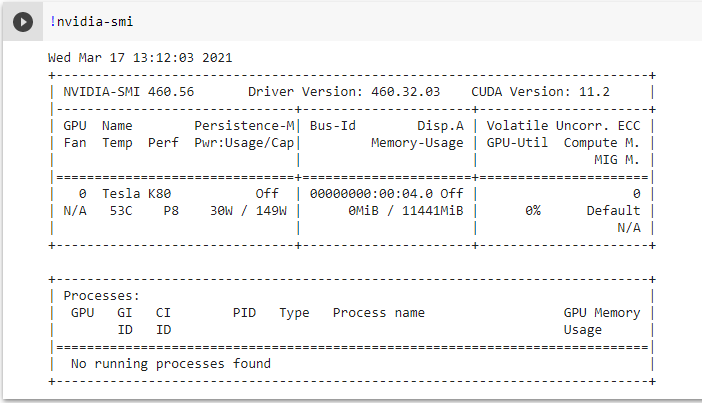 !nvidia-smi
Wed Mar 17 13:12:03 2021
+-----------------------------------------------------------------------------+
| NVIDIA-SMI 460.56       Driver Version: 460.32.03    CUDA Version: 11.2     |
|-------------------------------+----------------------+----------------------+
| GPU  Name        Persistence-M| Bus-Id        Disp.A | Volatile Uncorr. ECC |
| Fan  Temp  Perf  Pwr:Usage/Cap|         Memory-Usage | GPU-Util  Compute M. |
|                               |                      |               MIG M. |
|===============================+======================+======================|
|   0  Tesla K80           Off  | 00000000:00:04.0 Off |                    0 |
| N/A   53C    P8    30W / 149W |      0MiB / 11441MiB |      0%      Default |
|                               |                      |                  N/A |
+-------------------------------+----------------------+----------------------+

+-----------------------------------------------------------------------------+
| Processes:                                                                  |
|  GPU   GI   CI        PID   Type   Process name                  GPU Memory |
|        ID   ID                                                   Usage      |
|=============================================================================|
|  No running processes found                                                 |
+-----------------------------------------------------------------------------+